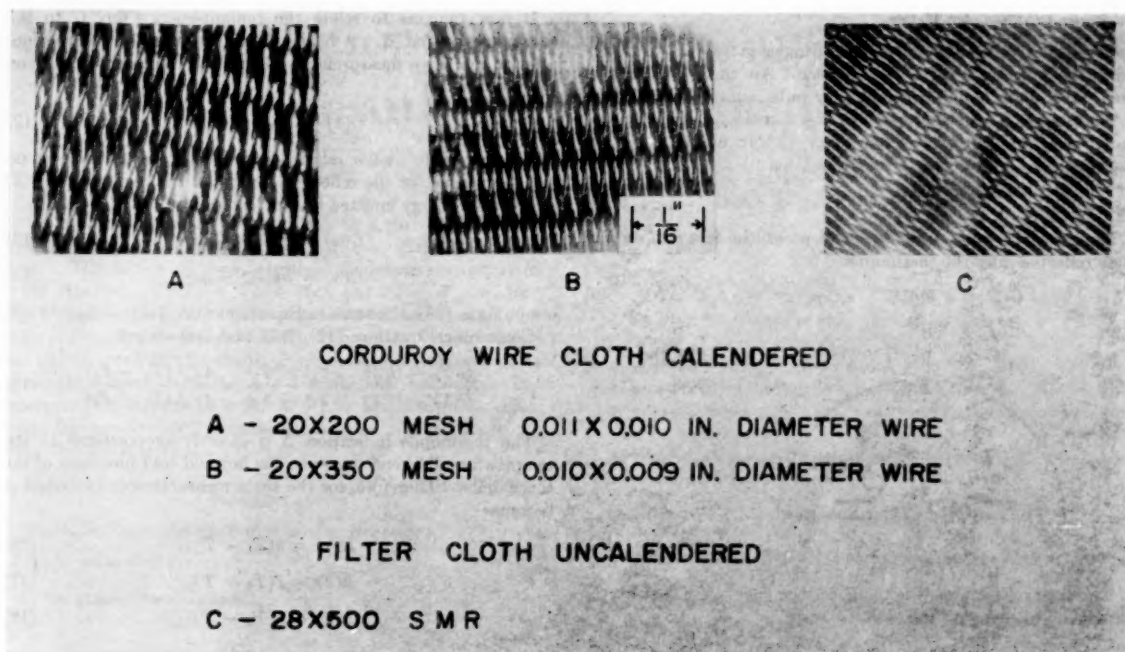 1"
16
A
B
C
CORDUROY WIRE CLOTH CALENDERED
A - 20X200 MESH 0.011 X 0.010 IN. DIAMETER WIRE
B - 20X350 MESH 0.010X0.009 IN. DIAMETER WIRE
FILTER CLOTH UNCALENDERED
C - 28X500 S M R